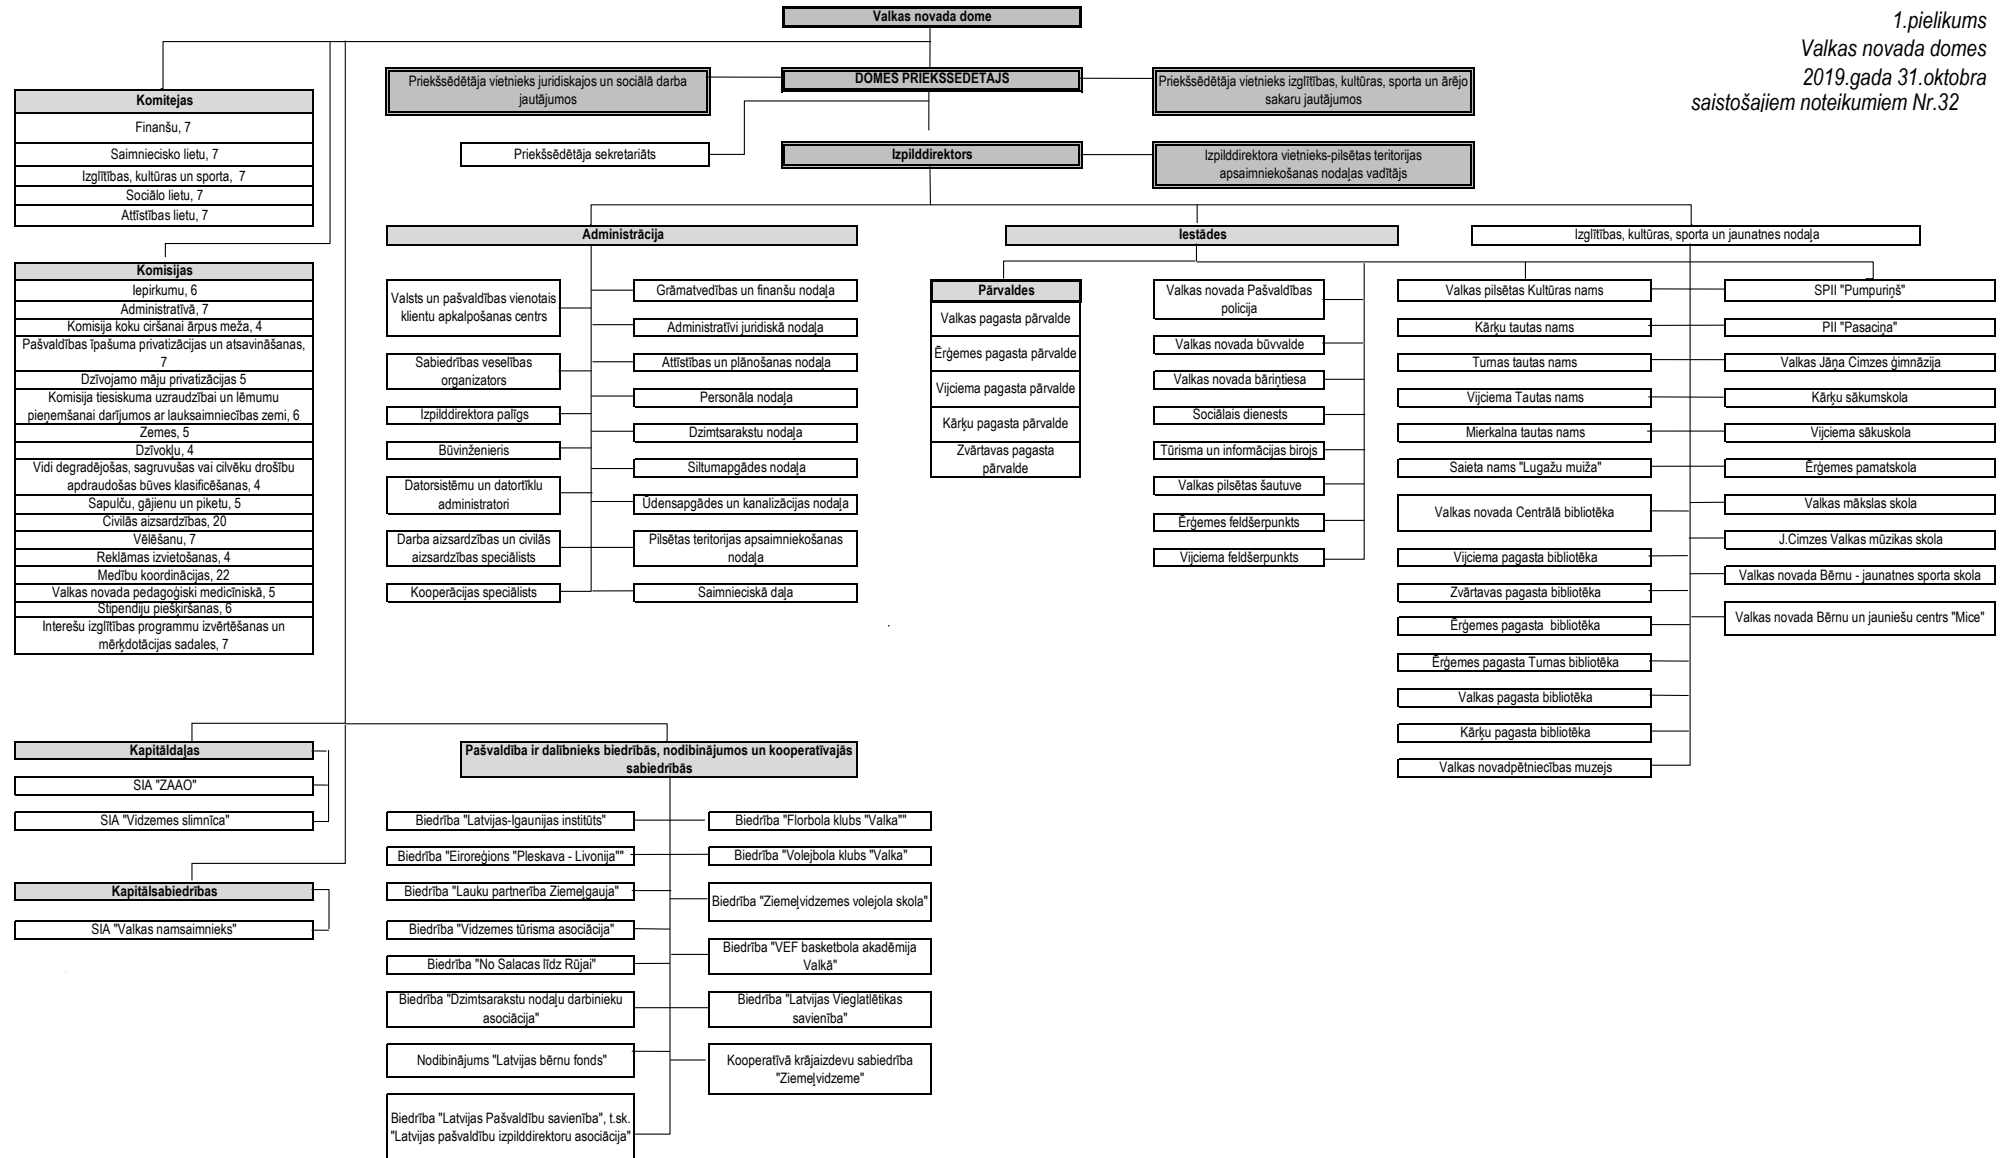 Valkas novada dome
1.pielikums
Valkas novada domes
2019.gada 31.oktobra
saistošajiem noteikumiem Nr.32
Priekšsēdētāja vietnieks juridiskajos un sociālā darba
jautājumos
DOMES PRIEKSSEDETAJS
Priekšsēdētāja vietnieks izglītības, kultūras, sporta un ārējo
sakaru jautājumos
Priekšsēdētāja sekretariāts
Izpilddirektors
Izpilddirektora vietnieks-pilsētas teritorijas
apsaimniekošanas nodaļas vadītājs
Komitejas
Finanšu, 7
Saimniecisko lietu, 7
Izglītības, kultūras un sporta, 7
Sociālo lietu, 7
Attīstības lietu, 7
Komisijas
Iepirkumu, 6
Administratīvā, 7
Komisija koku ciršanai ārpus meža, 4
Pašvaldības īpašuma privatizācijas un atsavināšanas,
7
Dzīvojamo māju privatizācijas 5
Komisija tiesiskuma uzraudzībai un lēmumu
pieņemšanai darījumos ar lauksaimniecības zemi, 6
Zemes, 5
Dzīvokļu, 4
Vidi degradējošas, sagruvušas vai cilvēku drošību
apdraudošas būves klasificēšanas, 4
Sapulču, gājienu un piketu, 5
Civilās aizsardzības, 20
Vēlēšanu, 7
Reklāmas izvietošanas, 4
Medību koordinācijas, 22
Valkas novada pedagoģiski medicīniskā, 5
Stipendiju piešķiršanas, 6
Interešu izglītības programmu izvērtēšanas un
mērķdotācijas sadales, 7
Administrācija
Valsts un pašvaldības vienotais
klientu apkalpošanas centrs
Sabiedrības veselības
organizators
Izpilddirektora palīgs
Būvinženieris
Datorsistēmu un datortīklu
administratori
Darba aizsardzības un civilās
aizsardzības speciālists
Kooperācijas speciālists
Grāmatvedības un finanšu nodaļa
Administratīvi juridiskā nodaļa
Attīstības un plānošanas nodaļa
Personāla nodaļa
Dzimtsarakstu nodaļa
Siltumapgādes nodaļa
Ūdensapgādes un kanalizācijas nodaļa
Pilsētas teritorijas apsaimniekošanas
nodaļa
Saimnieciskā daļa
Iestādes
Pārvaldes
Valkas pagasta pārvalde
Ērģemes pagasta pārvalde
Vijciema pagasta pārvalde
Kārķu pagasta pārvalde
Zvārtavas pagasta
pārvalde
Valkas novada Pašvaldības
policija
Valkas novada būvvalde
Valkas novada bāriņtiesa
Sociālais dienests
Tūrisma un informācijas birojs
Valkas pilsētas šautuve
Ērģemes feldšerpunkts
Vijciema feldšerpunkts
Izglītības, kultūras, sporta un jaunatnes nodaļa
Valkas pilsētas Kultūras nams
Kārķu tautas nams
Turnas tautas nams
Vijciema Tautas nams
Mierkalna tautas nams
Saieta nams "Lugažu muiža"
Valkas novada Centrālā bibliotēka
Vijciema pagasta bibliotēka
Zvārtavas pagasta bibliotēka
Ērģemes pagasta bibliotēka
Ērģemes pagasta Turnas bibliotēka
Valkas pagasta bibliotēka
Kārķu pagasta bibliotēka
Valkas novadpētniecības muzejs
SPII "Pumpuriņš"
PII "Pasaciņa"
Valkas Jāņa Cimzes ģimnāzija
Kārķu sākumskola
Vijciema sākuskola
Ērģemes pamatskola
Valkas mākslas skola
J.Cimzes Valkas mūzikas skola
Valkas novada Bērnu - jaunatnes sporta skola
Valkas novada Bērnu un jauniešu centrs "Mice"
Kapitāldaļas
SIA "ZAAO"
SIA "Vidzemes slimnīca"
Kapitālsabiedrības
SIA "Valkas namsaimnieks"
Pašvaldība ir dalībnieks biedrībās, nodibinājumos un kooperatīvajās
sabiedrībās
Biedrība "Latvijas-Igaunijas institūts"
Biedrība "Eiroreģions "Pleskava - Livonija""
Biedrība "Lauku partnerība Ziemeļgauja"
Biedrība "Vidzemes tūrisma asociācija"
Biedrība "No Salacas līdz Rūjai"
Biedrība "Dzimtsarakstu nodaļu darbinieku
asociācija"
Nodibinājums "Latvijas bērnu fonds"
Biedrība "Latvijas Pašvaldību savienība", t.sk.
"Latvijas pašvaldību izpilddirektoru asociācija"
Biedrība "Florbola klubs "Valka""
Biedrība "Volejbola klubs "Valka"
Biedrība "Ziemeļvidzemes volejola skola"
Biedrība "VEF basketbola akadēmija
Valkā"
Biedrība "Latvijas Vieglatlētikas
savienība"
Kooperatīvā krājaizdevu sabiedrība
"Ziemeļvidzeme"